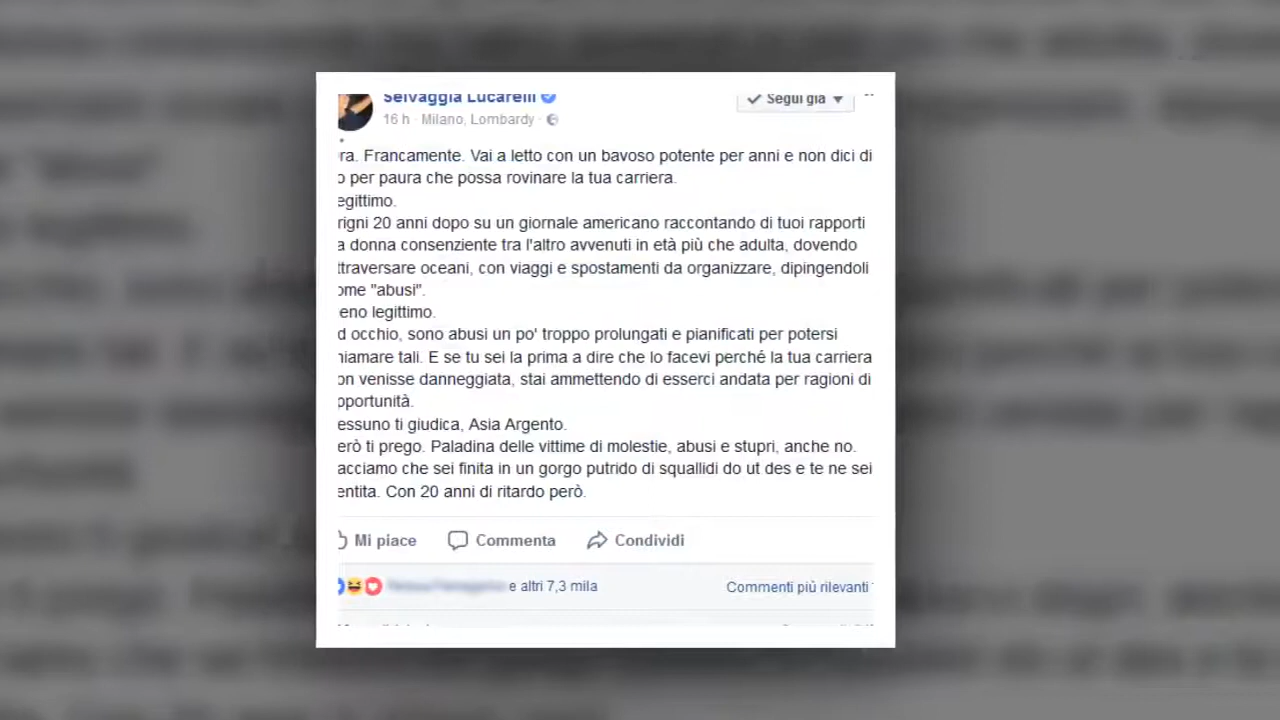 Selvaggia Lucarelli
Segui già
16 h · Milano, Lombardy ·
ra. Francamente. Vai a letto con un bavoso potente per anni e non dici di
o per paura che possa rovinare la tua carriera.
egittimo.
rigni 20 anni dopo su un giornale americano raccontando di tuoi rapporti
a donna consenziente tra l'altro avvenuti in età più che adulta, dovendo
ttraversare oceani, con viaggi e spostamenti da organizzare, dipingendoli
ome "abusi".
eno legittimo.
d occhio, sono abusi un po' troppo prolungati e pianificati per potersi
hiamare tali. E se tu sei la prima a dire che lo facevi perché la tua carriera
on venisse danneggiata, stai ammettendo di esserci andata per ragioni di
pportunità.
essuno ti giudica, Asia Argento.
erò ti prego. Paladina delle vittime di molestie, abusi e stupri, anche no.
acciamo che sei finita in un gorgo putrido di squallidi do ut des e te ne sei
entita. Con 20 anni di ritardo però.
Mi piace Commenta Condividi
e altri 7,3 mila
Commenti più rilevanti